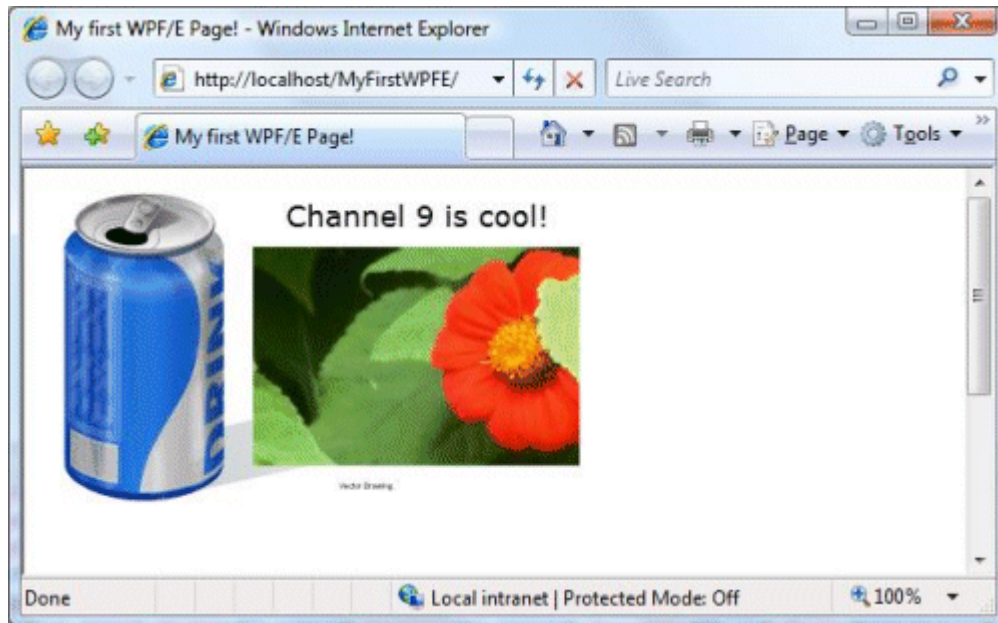 My first WPF/E Page! - Windows Internet Explorer
http://localhost/MyFirstWPFE/
Live Search
My first WPF/E Page!
Page
Tools
Channel 9 is cool!
DRINK
Vector Drawing
Done
Local intranet | Protected Mode: Off
100%